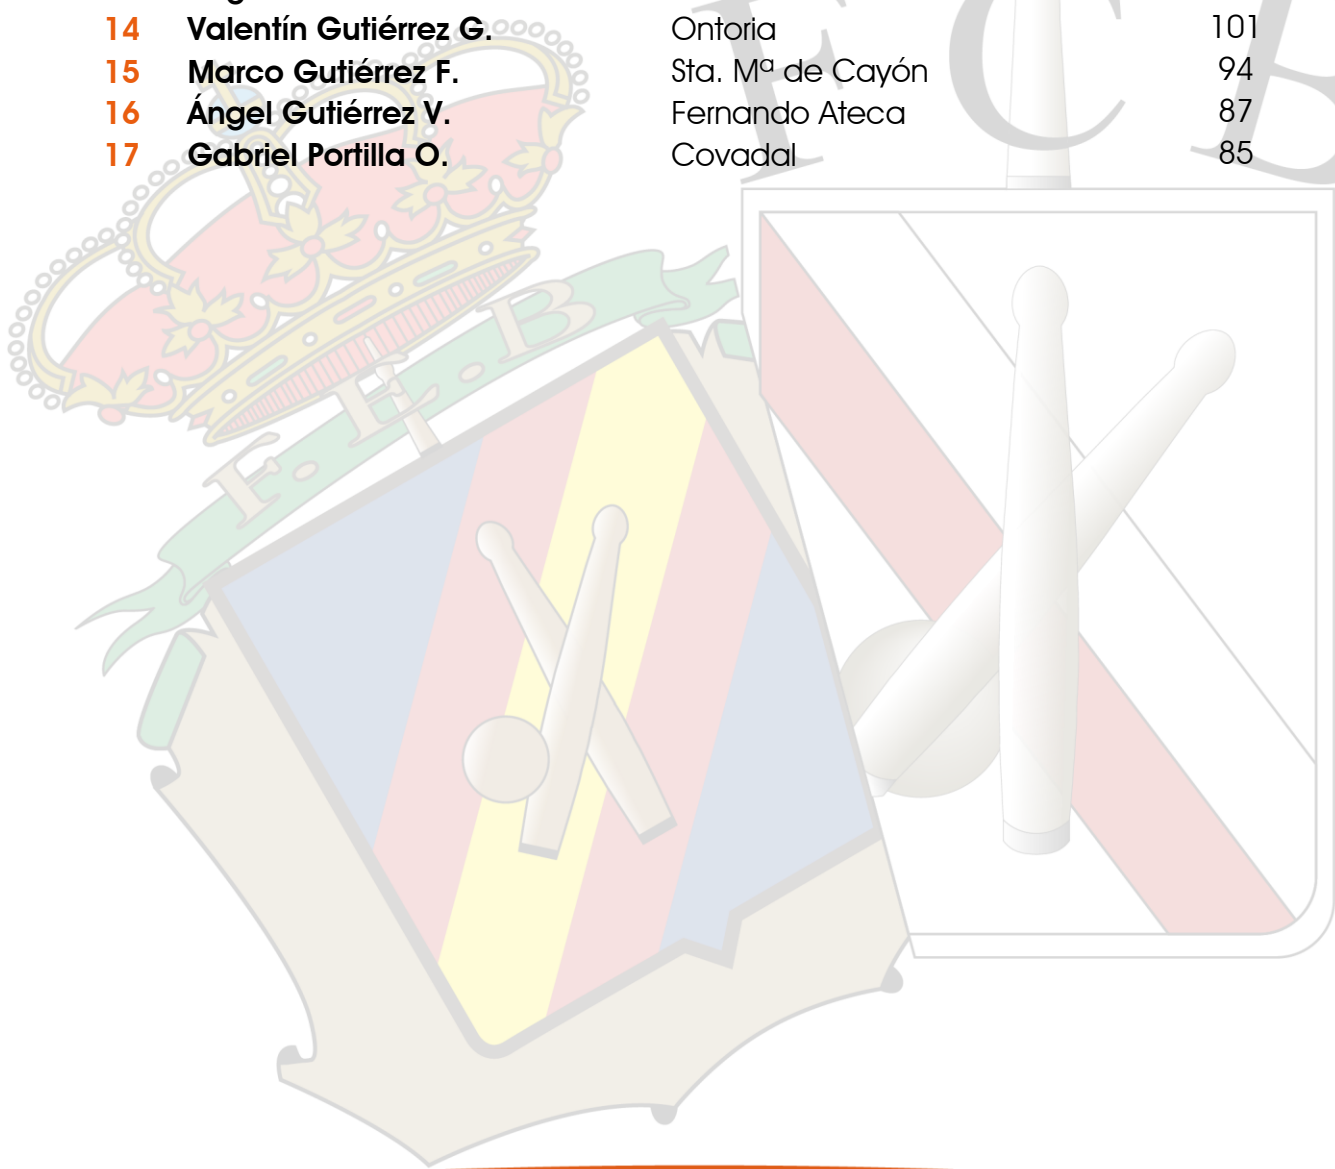 14 Valentín Gutiérrez G. Ontoria 101
15 Marco Gutiérrez F. Sta. Mª de Cayón 94
16 Ángel Gutiérrez V. Fernando Ateca 87
17 Gabriel Portilla O. Covadal 85
F C B
F. E. B